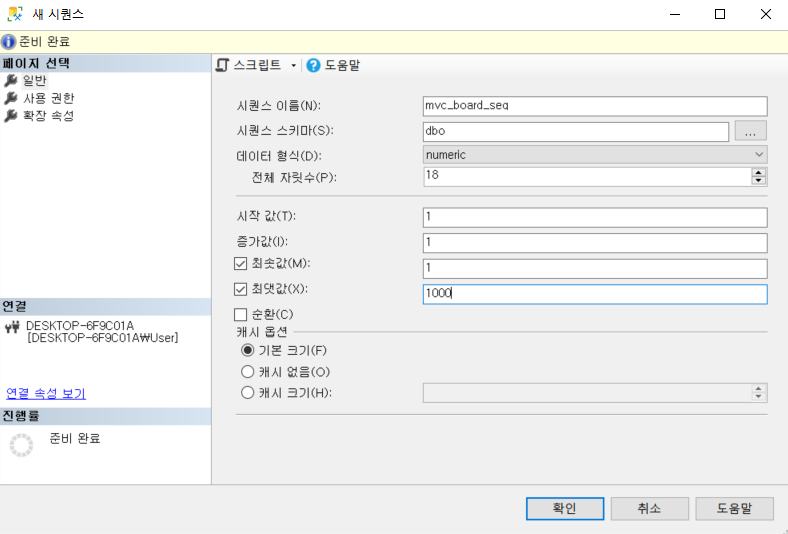 새 시퀀스
준비 완료
페이지 선택
일반
사용 권한
확장 속성
스크립트
도움말
시퀀스 이름(N):
mvc_board_seq
시퀀스 스키마(S):
dbo
...
데이터 형식(D):
numeric
전체 자릿수(P):
18
시작 값(T):
1
증가값(I):
1
최솟값(M):
1
최댓값(X):
1000
순환(C)
캐시 옵션
기본 크기(F)
캐시 없음(O)
캐시 크기(H):
연결
DESKTOP-6F9C01A
[DESKTOP-6F9C01A₩User]
연결 속성 보기
진행률
준비 완료
확인
취소
도움말